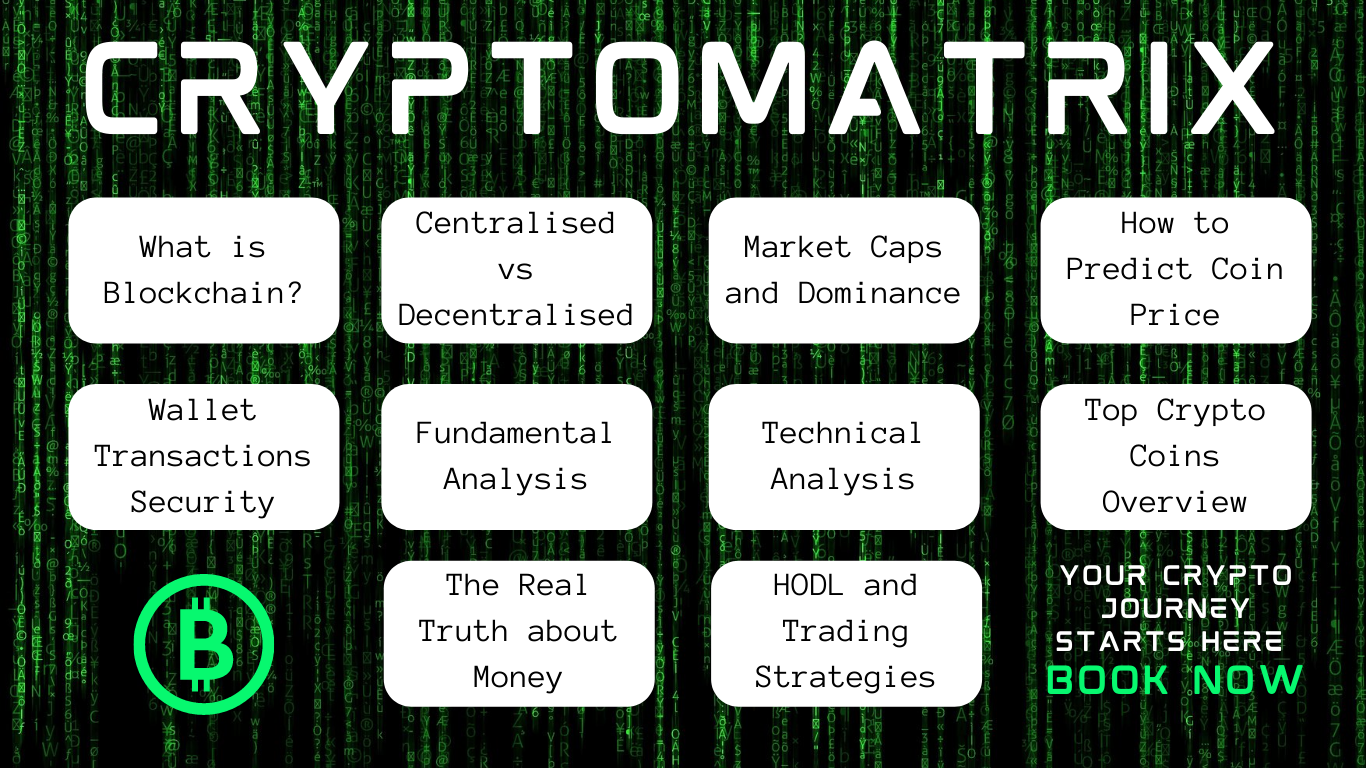 CRYPTOMATRIX
What is
Blockchain?
Centralised
vs
Decentralised
Market Caps
and Dominance
How to
Predict Coin
Price
Wallet
Transactions
Security
Fundamental
Analysis
Technical
Analysis
Top Crypto
Coins
Overview
The Real
Truth about
Money
HODL and
Trading
Strategies
YOUR CRYPTO
JOURNEY
STARTS HERE
BOOK NOW